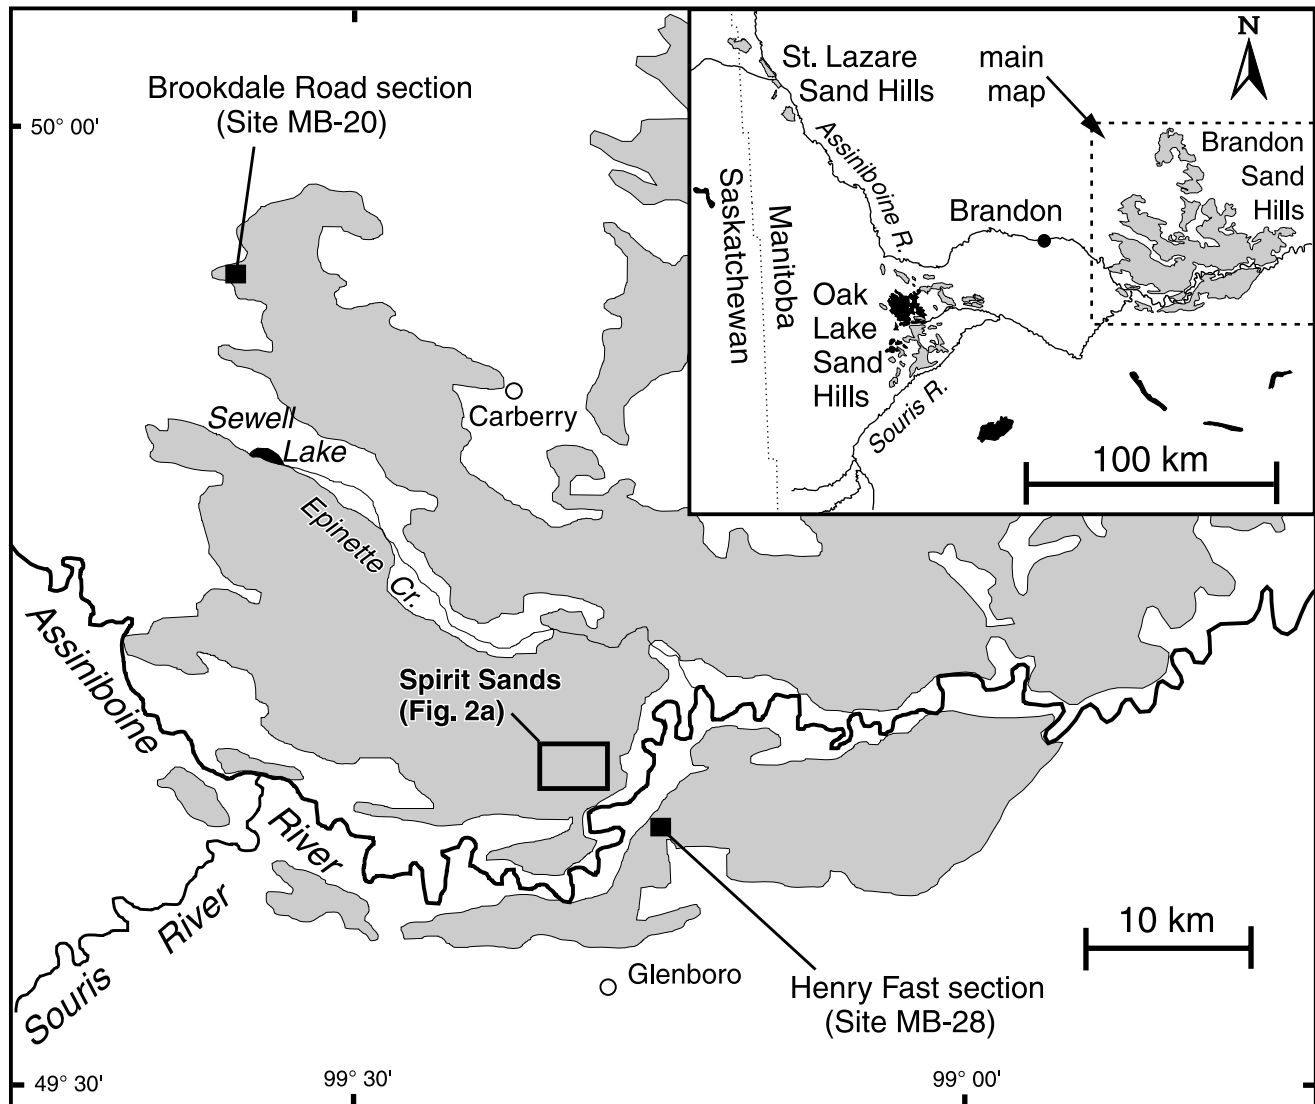 Brookdale Road section
(Site MB-20)
50° 00'
N
St. Lazare
Sand Hills
main
map
Assiniboine R.
Brandon
Sand
Hills
Saskatchewan
Manitoba
Brandon
Oak
Lake
Sand
Hills
Souris R.
100 km
Carberry
Sewell
Lake
Epinette Cr.
Assiniboine
River
Spirit Sands
(Fig. 2a)
Souris
River
10 km
Glenboro
Henry Fast section
(Site MB-28)
49° 30'
99° 30'
99° 00'